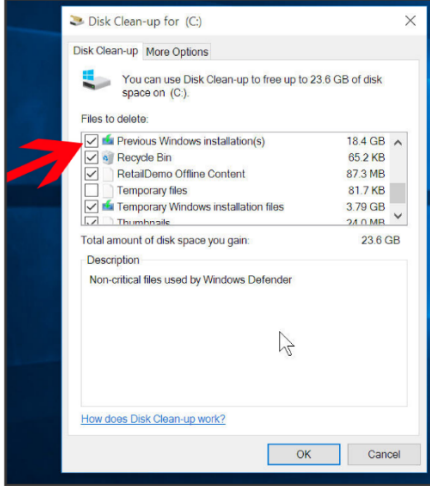 Disk Clean-up for (C:)
Disk Clean-up More Options
You can use Disk Clean-up to free up to 23.6 GB of disk
space on (C:).
Files to delete:
Previous Windows installation(s) 18.4 GB
Recycle Bin 65.2 KB
RetailDemo Offline Content 87.3 MB
Temporary files 81.7 KB
Temporary Windows installation files 3.79 GB
Thumbnails 24.0 MB
Total amount of disk space you gain: 23.6 GB
Description
Non-critical files used by Windows Defender
How does Disk Clean-up work?
OK Cancel